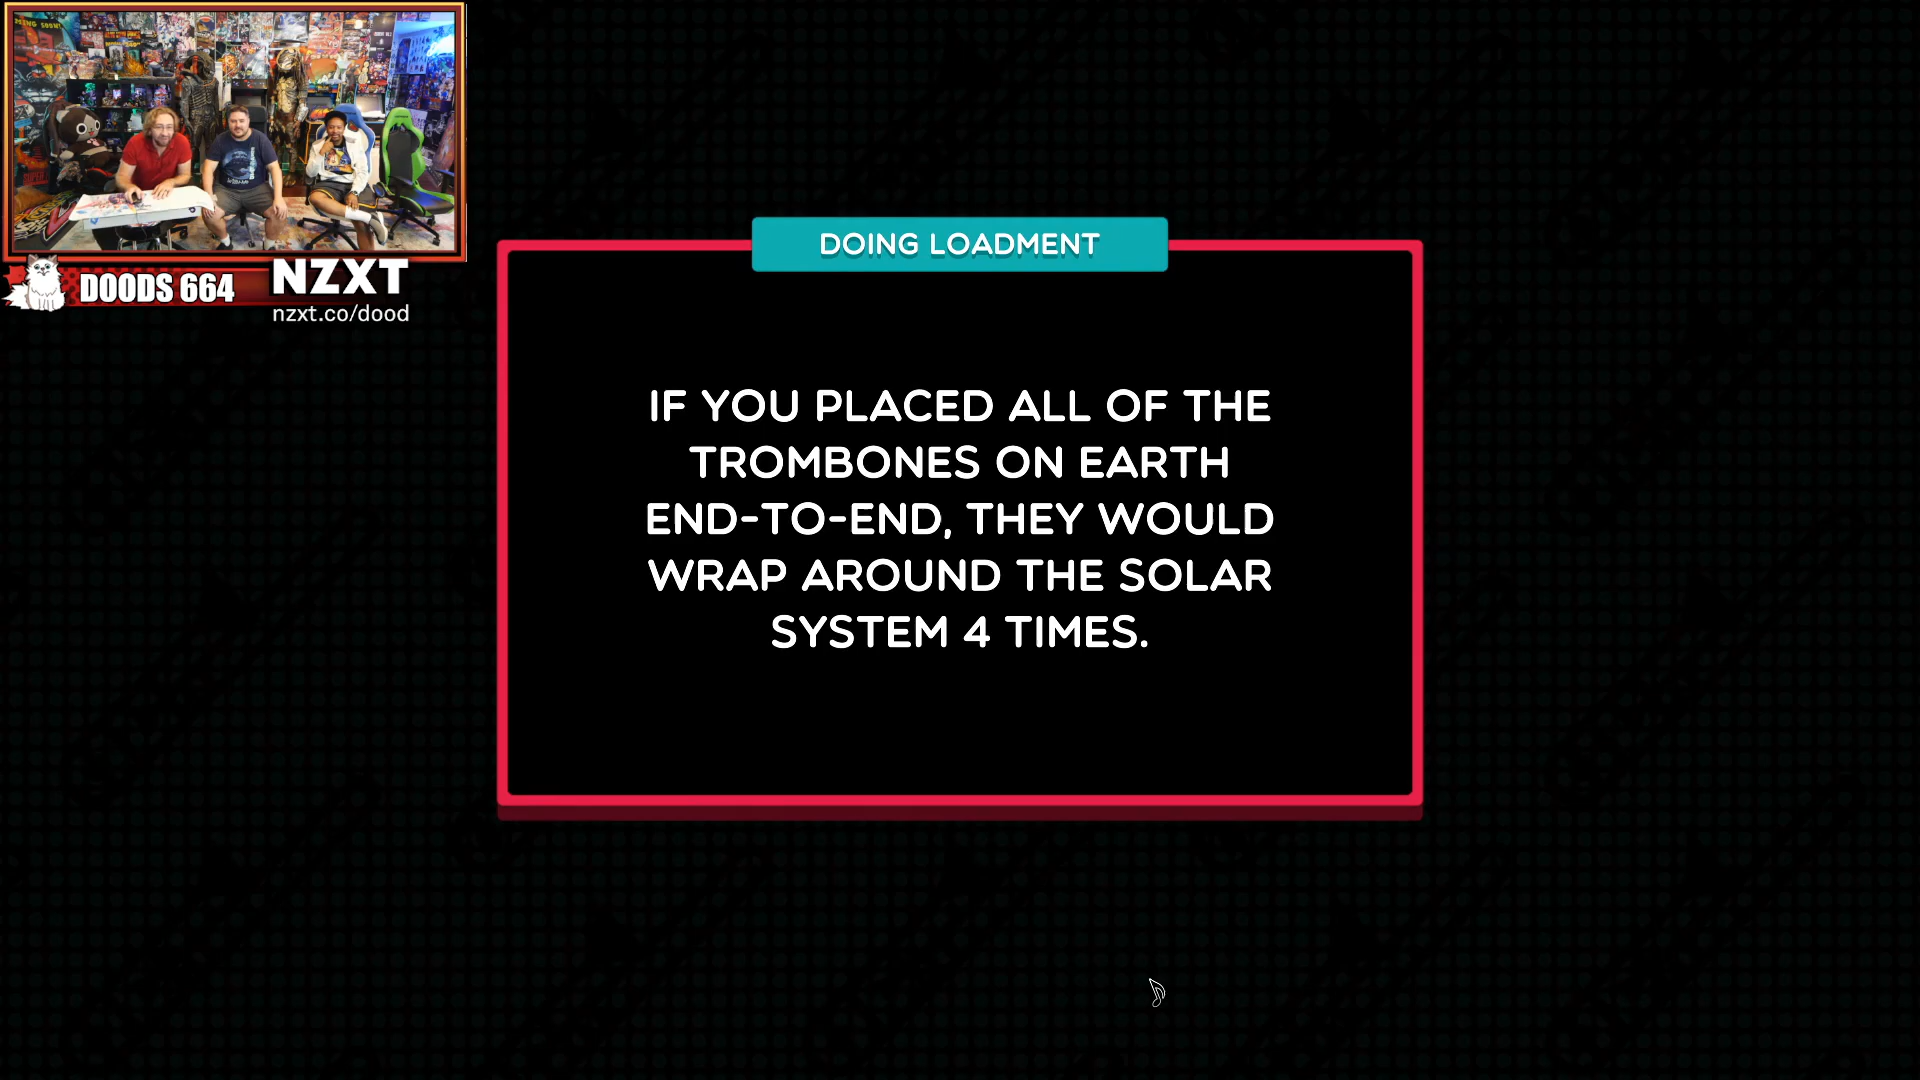 DOODS 664
NZXT
nzxt.co/dood
DOING LOADMENT
IF YOU PLACED ALL OF THE
TROMBONES ON EARTH
END-TO-END, THEY WOULD
WRAP AROUND THE SOLAR
SYSTEM 4 TIMES.